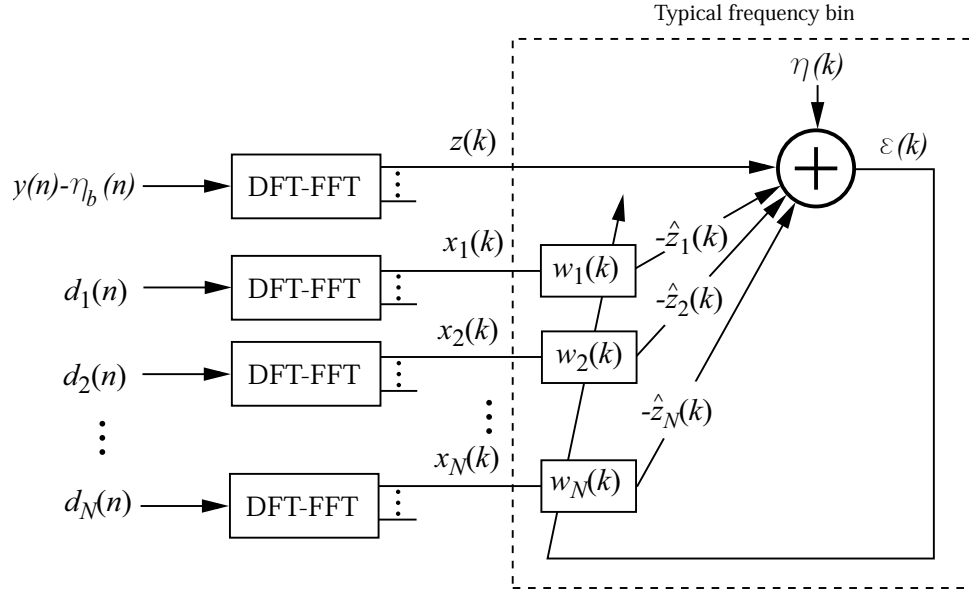 Typical frequency bin
η(k)
z(k)
ε(k)
y(n)-η_b(n)
DFT-FFT
x_1(k)
-ẑ_1(k)
d_1(n)
DFT-FFT
w_1(k)
x_2(k)
-ẑ_2(k)
d_2(n)
DFT-FFT
w_2(k)
-ẑ_N(k)
x_N(k)
d_N(n)
DFT-FFT
w_N(k)